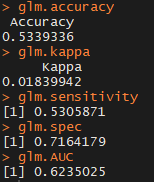 > glm.accuracy
 Accuracy
0.5339336
> glm.kappa
     Kappa
0.01839942
> glm.sensitivity
[1] 0.5305871
> glm.spec
[1] 0.7164179
> glm.AUC
[1] 0.6235025